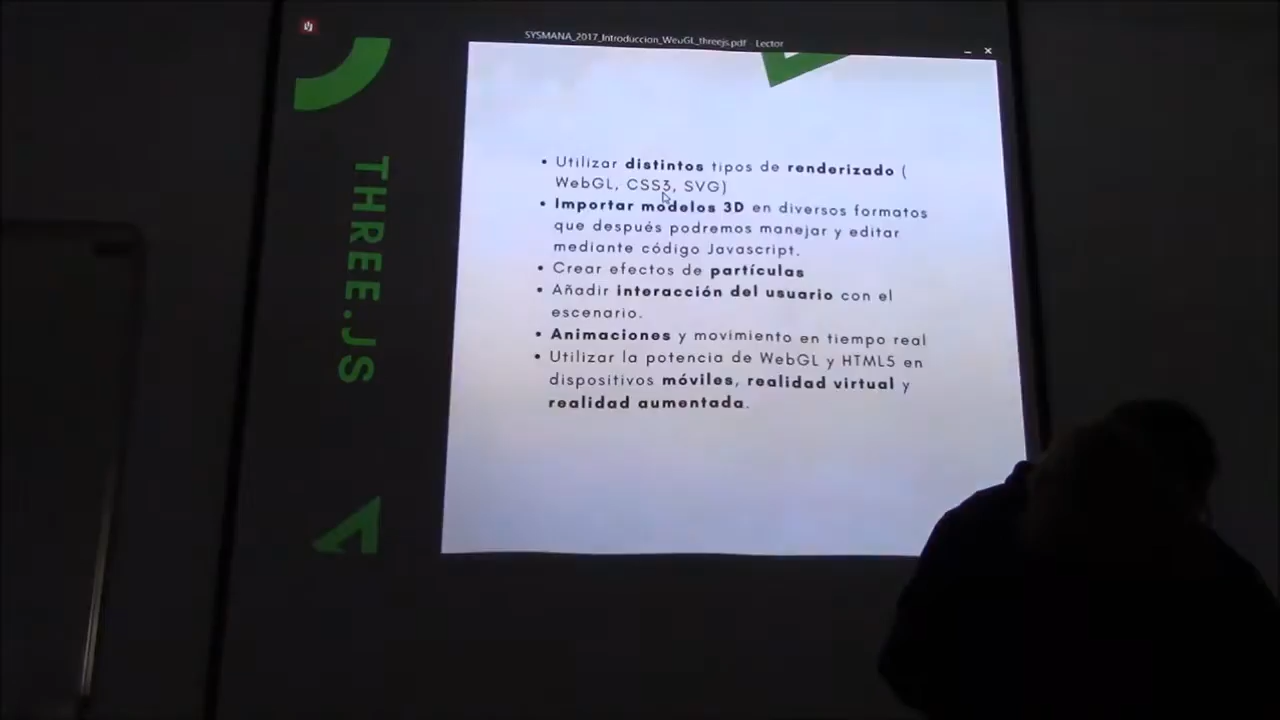 SYSMANA_2017_Introduccion_WebGL_threejs.pdf - Lector
THREE.JS
• Utilizar distintos tipos de renderizado (
WebGL, CSS3, SVG)
• Importar modelos 3D en diversos formatos
que después podremos manejar y editar
mediante código Javascript.
• Crear efectos de partículas
• Añadir interacción del usuario con el
escenario.
• Animaciones y movimiento en tiempo real
• Utilizar la potencia de WebGL y HTML5 en
dispositivos móviles, realidad virtual y
realidad aumentada.